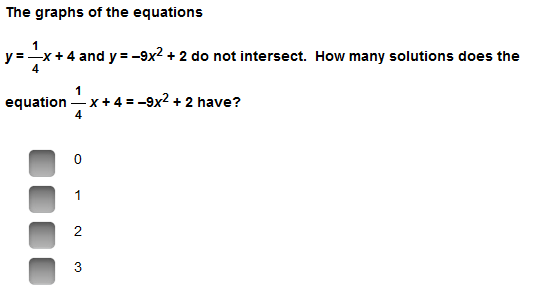 The graphs of the equations
y = 1/4 x + 4 and y = –9x² + 2 do not intersect. How many solutions does the
equation 1/4 x + 4 = –9x² + 2 have?
0
1
2
3